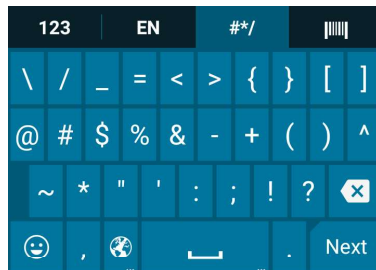 123 EN #*/
\ / _ = < > { } [ ]
@ # $ % & - + ( ) ^
~ * " ' : ; ! ?
, . Next